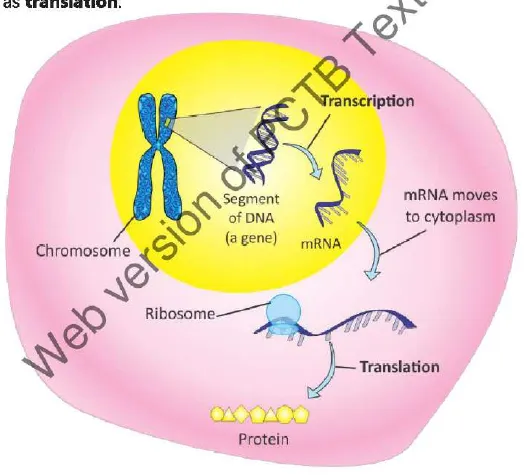 as translation.
Transcription
Segment
of DNA
(a gene)
mRNA
mRNA moves
to cytoplasm
Chromosome
Ribosome
Translation
Protein
Web version of PCTB Text